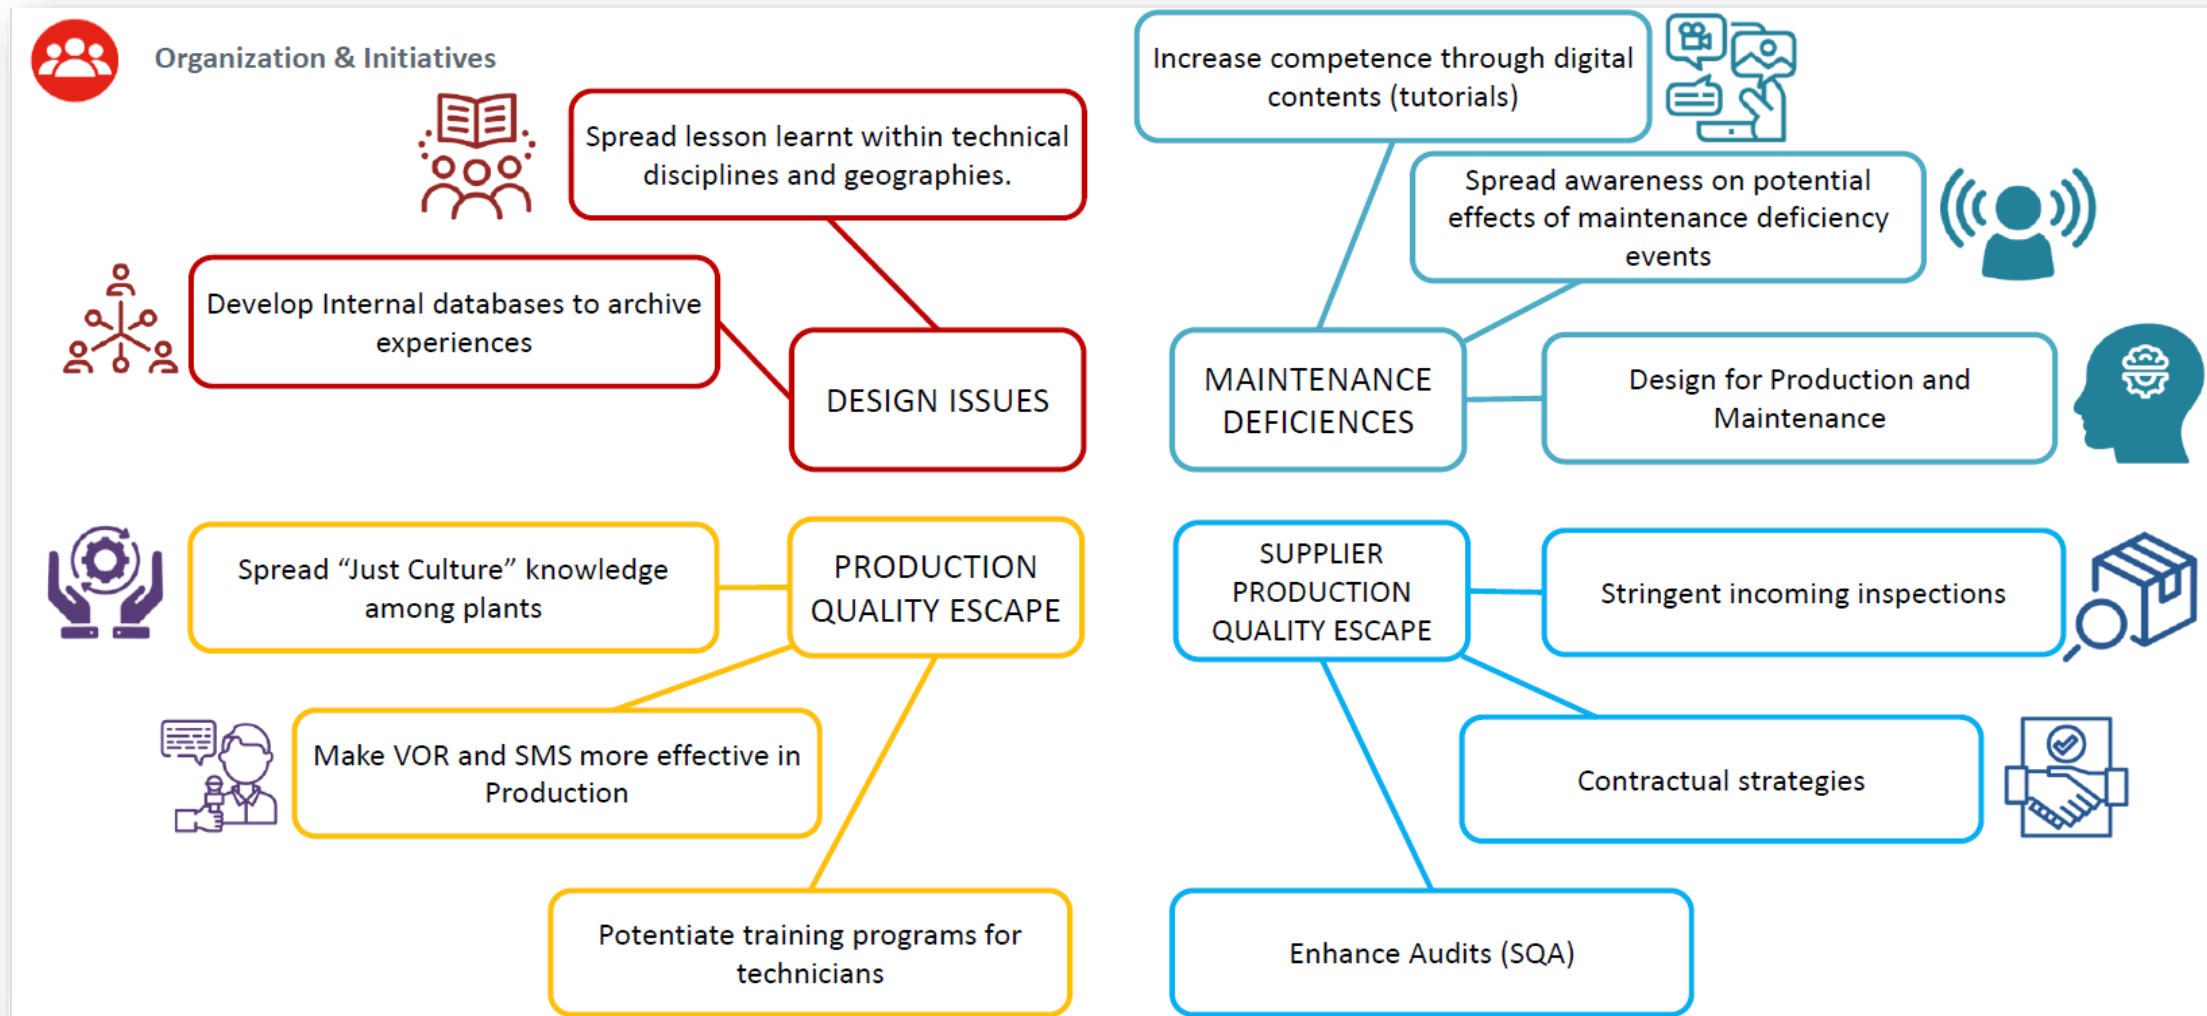 Organization & Initiatives
Spread lesson learnt within technical
disciplines and geographies.
Develop Internal databases to archive
experiences
DESIGN ISSUES
Increase competence through digital
contents (tutorials)
Spread awareness on potential
effects of maintenance deficiency
events
MAINTENANCE
DEFICIENCES
Design for Production and
Maintenance
Spread “Just Culture” knowledge
among plants
PRODUCTION
QUALITY ESCAPE
Make VOR and SMS more effective in
Production
Potentiate training programs for
technicians
SUPPLIER
PRODUCTION
QUALITY ESCAPE
Stringent incoming inspections
Contractual strategies
Enhance Audits (SQA)